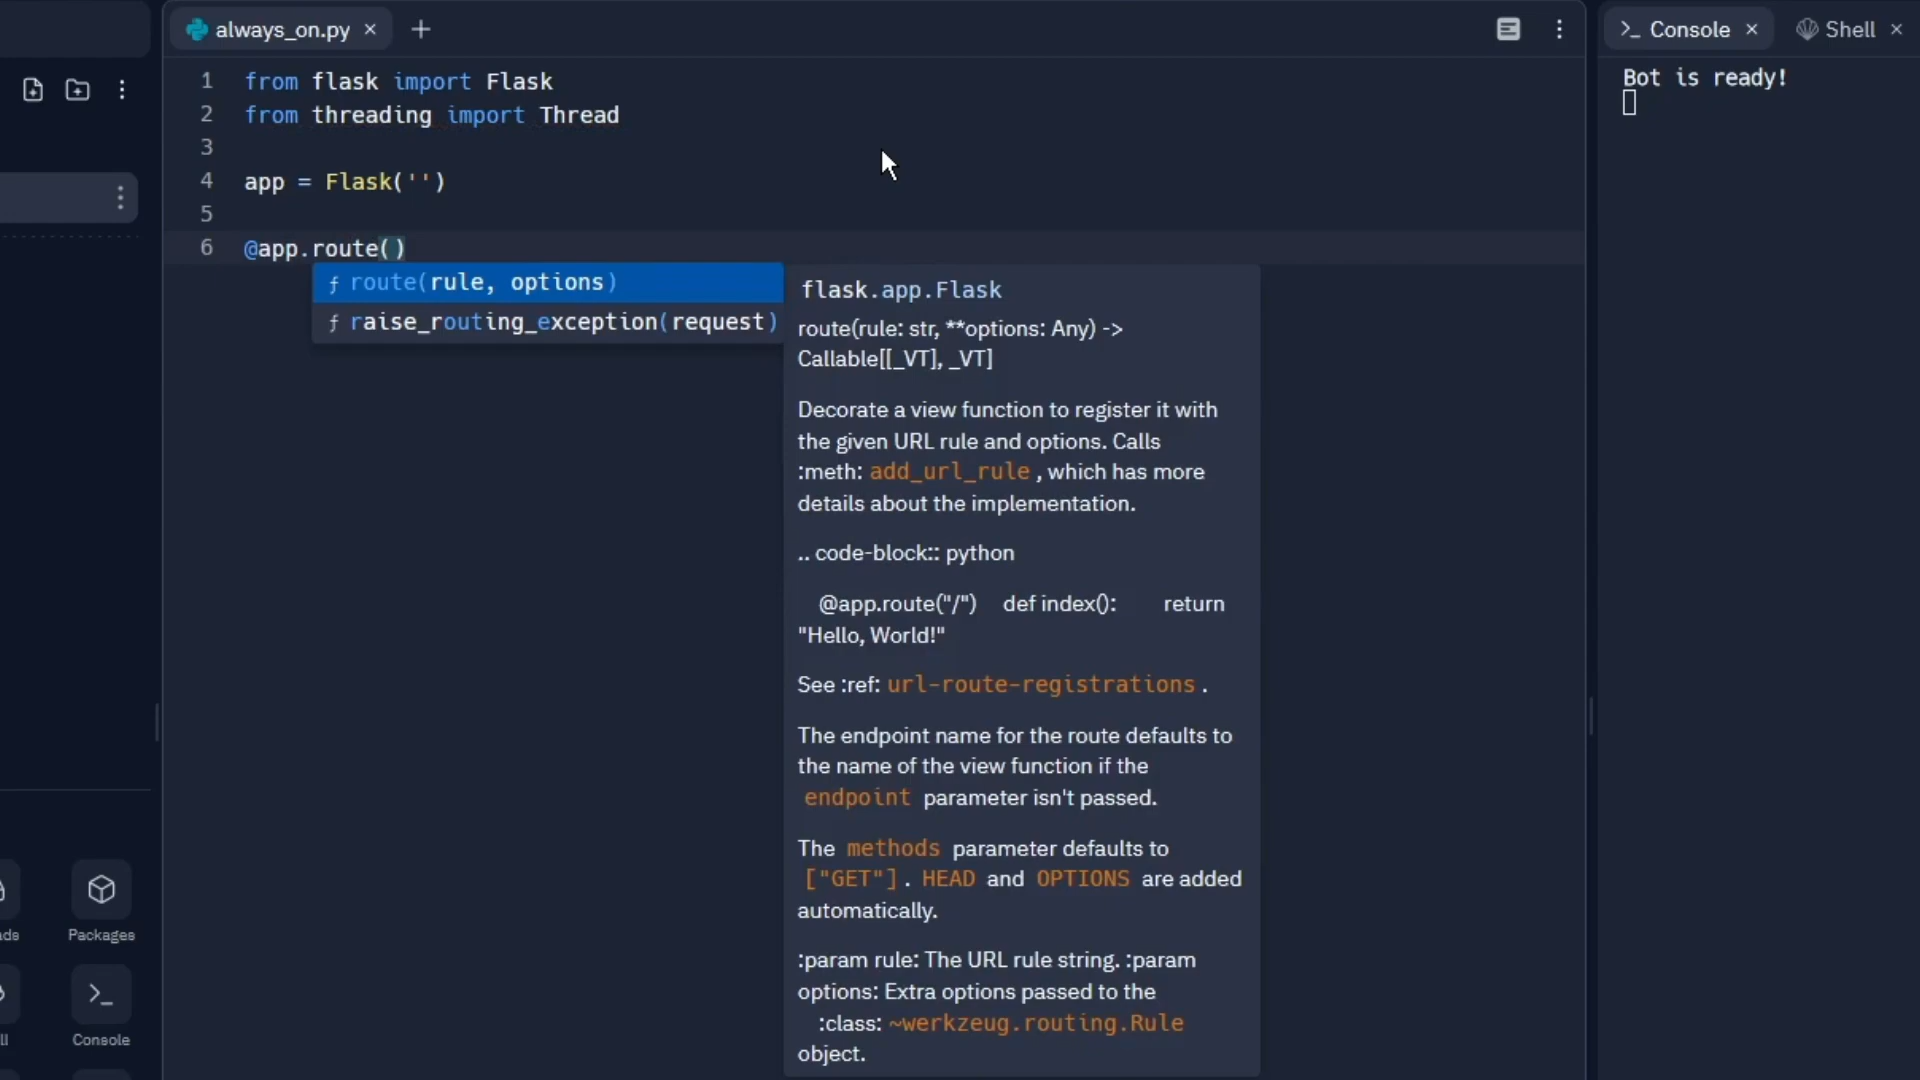 always_on.py
Console
Shell
1 from flask import Flask
2 from threading import Thread
3
4 app = Flask('')
5
6 @app.route()
ƒ route(rule, options)
ƒ raise_routing_exception(request)
flask.app.Flask
route(rule: str, **options: Any) ->
Callable[[_VT], _VT]
Decorate a view function to register it with
the given URL rule and options. Calls
:meth: add_url_rule , which has more
details about the implementation.
.. code-block:: python
@app.route("/") def index(): return
"Hello, World!"
See :ref: url-route-registrations .
The endpoint name for the route defaults to
the name of the view function if the
endpoint parameter isn't passed.
The methods parameter defaults to
["GET"] . HEAD and OPTIONS are added
automatically.
:param rule: The URL rule string. :param
options: Extra options passed to the
:class: ~werkzeug.routing.Rule
object.
>_ Console
Bot is ready!
Packages
Console